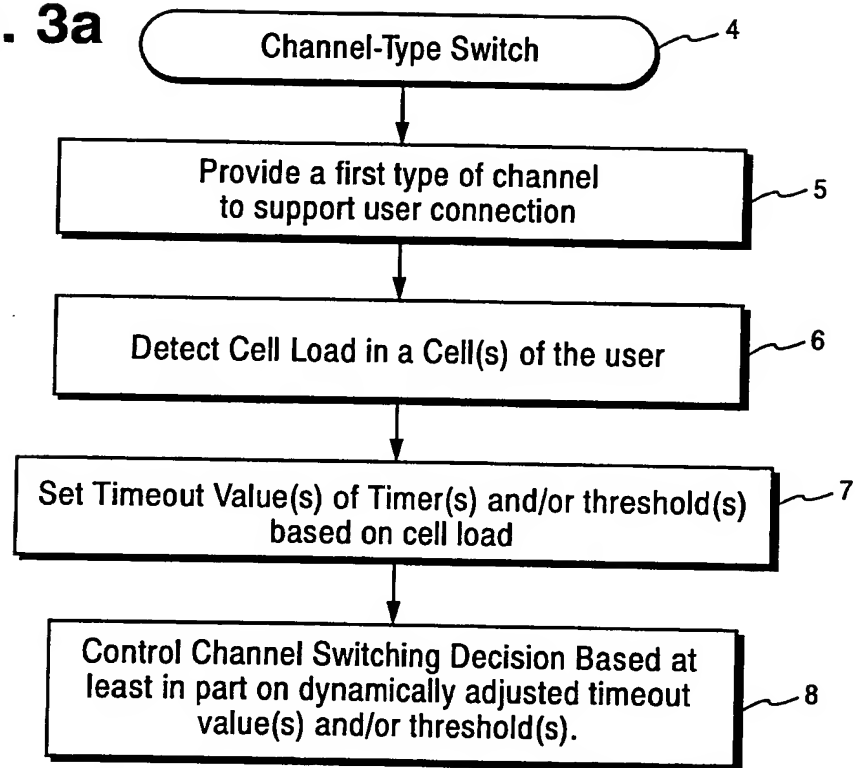 . 3a
Channel-Type Switch
4
Provide a first type of channel
to support user connection
5
Detect Cell Load in a Cell(s) of the user
6
Set Timeout Value(s) of Timer(s) and/or threshold(s)
based on cell load
7
Control Channel Switching Decision Based at
least in part on dynamically adjusted timeout
value(s) and/or threshold(s).
8